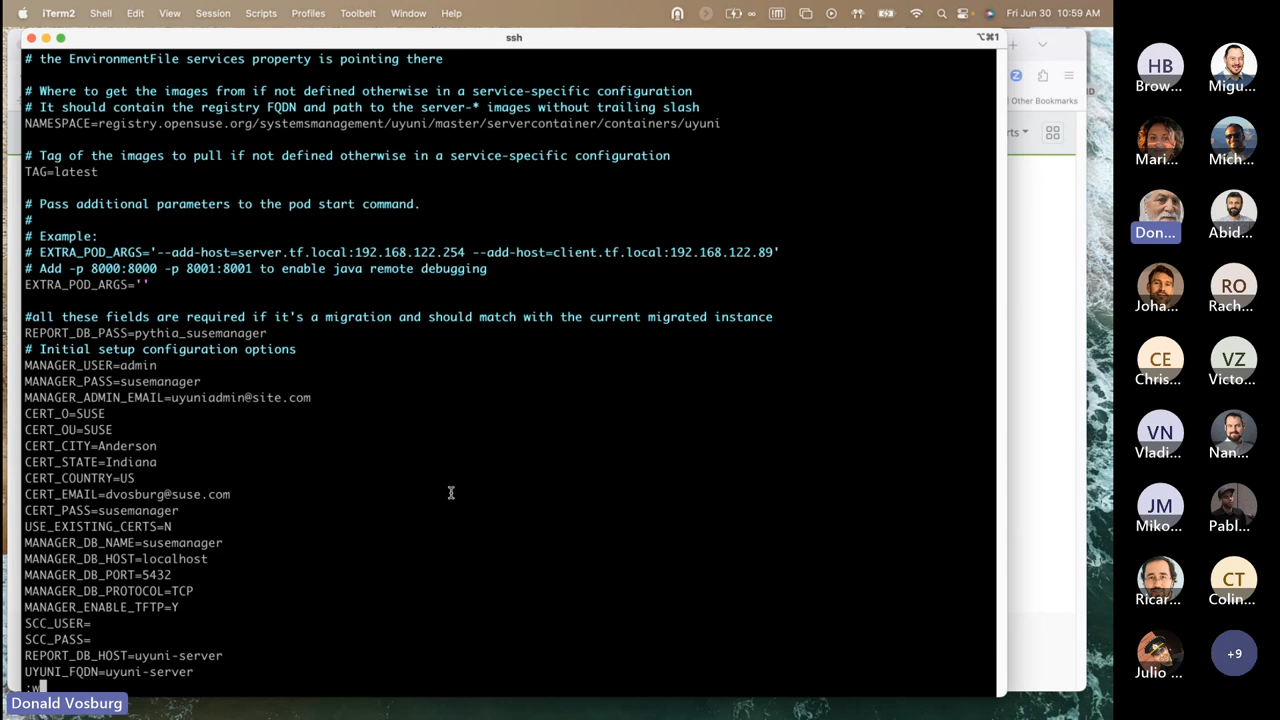 iTerm2 Shell Edit View Session Scripts Profiles Toolbelt Window Help Fri Jun 30 10:59 AM
ssh
⌥⌘1
# the EnvironmentFile services property is pointing there
# Where to get the images from if not defined otherwise in a service-specific configuration
# It should contain the registry FQDN and path to the server-* images without trailing slash
NAMESPACE=registry.opensuse.org/systemsmanagement/uyuni/master/servercontainer/containers/uyuni
# Tag of the images to pull if not defined otherwise in a service-specific configuration
TAG=latest
# Pass additional parameters to the pod start command.
#
# Example:
# EXTRA_POD_ARGS='--add-host=server.tf.local:192.168.122.254 --add-host=client.tf.local:192.168.122.89'
# Add -p 8000:8000 -p 8001:8001 to enable java remote debugging
EXTRA_POD_ARGS=''
#all these fields are required if it's a migration and should match with the current migrated instance
REPORT_DB_PASS=pythia_susemanager
# Initial setup configuration options
MANAGER_USER=admin
MANAGER_PASS=susemanager
MANAGER_ADMIN_EMAIL=uyuniadmin@site.com
CERT_O=SUSE
CERT_OU=SUSE
CERT_CITY=Anderson
CERT_STATE=Indiana
CERT_COUNTRY=US
CERT_EMAIL=dvosburg@suse.com
CERT_PASS=susemanager
USE_EXISTING_CERTS=N
MANAGER_DB_NAME=susemanager
MANAGER_DB_HOST=localhost
MANAGER_DB_PORT=5432
MANAGER_DB_PROTOCOL=TCP
MANAGER_ENABLE_TFTP=Y
SCC_USER=
SCC_PASS=
REPORT_DB_HOST=uyuni-server
UYUNI_FQDN=uyuni-server
:w
Donald Vosburg
Z
Other Bookmarks
rts
HB
Brow...
Migu...
Mari...
Mich...
Don...
Abid...
Joha...
RO
Rach...
CE
Chris...
VZ
Victo...
VN
Vladi...
Nan...
JM
Miko...
Pabl...
Ricar...
CT
Colin...
Julio ...
+9